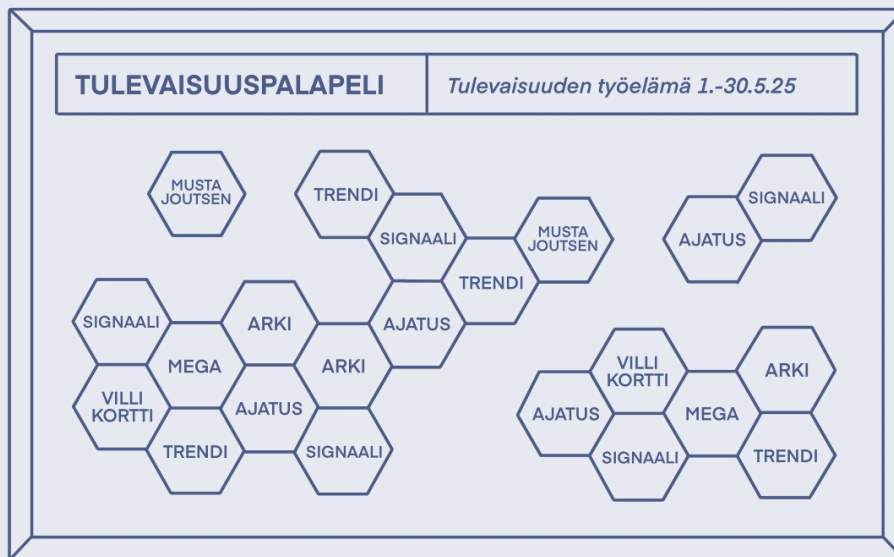 TULEVAISUUSPALAPELI
Tulevaisuuden työelämä 1.-30.5.25
MUSTA
JOUTSEN
TRENDI
SIGNAALI
MUSTA
JOUTSEN
TRENDI
AJATUS
SIGNAALI
AJATUS
SIGNAALI
ARKI
MEGA
ARKI
VILLI
KORTTI
AJATUS
TRENDI
SIGNAALI
VILLI
KORTTI
ARKI
AJATUS
MEGA
SIGNAALI
TRENDI